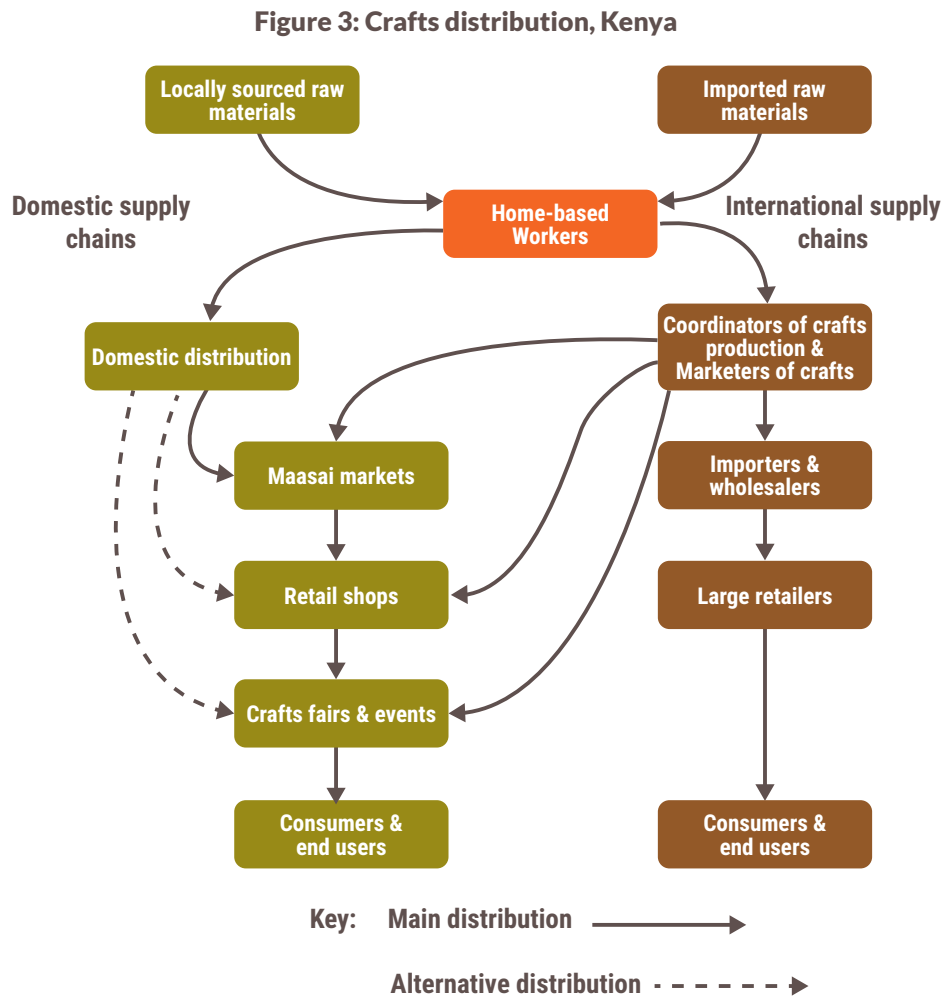 Figure 3: Crafts distribution, Kenya
Locally sourced raw
materials
Imported raw
materials
Domestic supply
chains
Home-based
Workers
International supply
chains
Domestic distribution
Coordinators of crafts
production &
Marketers of crafts
Maasai markets
Importers &
wholesalers
Retail shops
Large retailers
Crafts fairs & events
Consumers &
end users
Consumers &
end users
Key: Main distribution
Alternative distribution